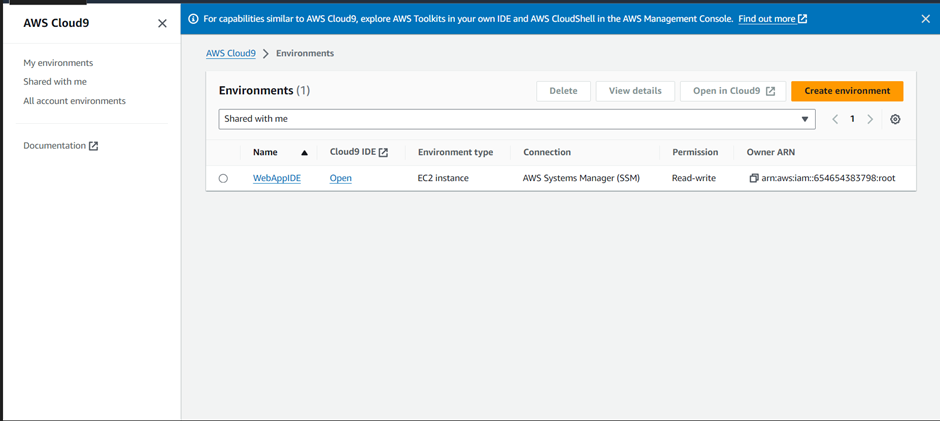 AWS Cloud9
My environments
Shared with me
All account environments
Documentation
For capabilities similar to AWS Cloud9, explore AWS Toolkits in your own IDE and AWS CloudShell in the AWS Management Console. Find out more
AWS Cloud9 Environments
Environments (1) Delete View details Open in Cloud9 Create environment
Shared with me 1
Name Cloud9 IDE Environment type Connection Permission Owner ARN
WebAppIDE Open EC2 instance AWS Systems Manager (SSM) Read-write arn:aws:iam::654654383798:root